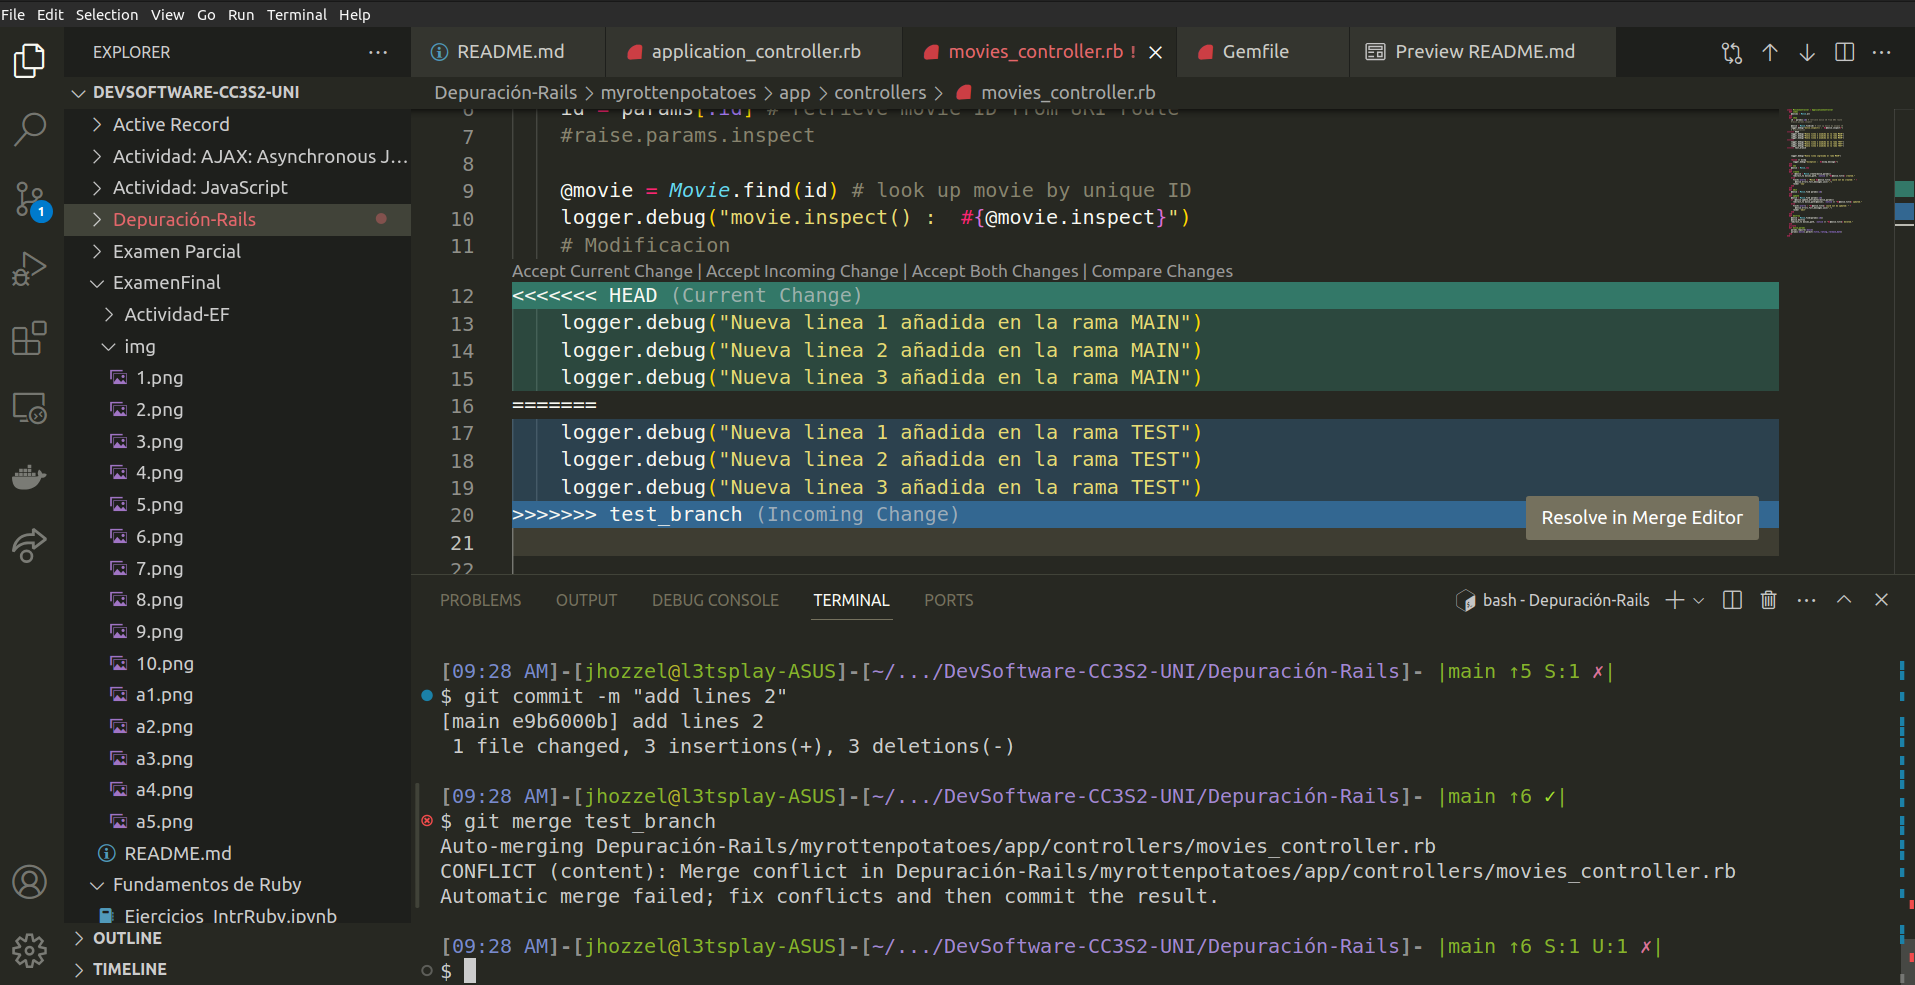 File Edit Selection View Go Run Terminal Help
EXPLORER
DEVSOFTWARE-CC3S2-UNI
Active Record
Actividad: AJAX: Asynchronous J...
Actividad: JavaScript
Depuración-Rails
Examen Parcial
ExamenFinal
Actividad-EF
img
1.png
2.png
3.png
4.png
5.png
6.png
7.png
8.png
9.png
10.png
a1.png
a2.png
a3.png
a4.png
a5.png
README.md
Fundamentos de Ruby
Ejercicios_IntrRuby.ipynb
OUTLINE
TIMELINE
1
README.md
application_controller.rb
movies_controller.rb !
Gemfile
Preview README.md
Depuración-Rails > myrottenpotatoes > app > controllers > movies_controller.rb
6 id = params[:id] # retrieve movie ID from URI route
7 #raise.params.inspect
8
9 @movie = Movie.find(id) # look up movie by unique ID
10 logger.debug("movie.inspect() :  #{@movie.inspect}")
11 # Modificacion
Accept Current Change | Accept Incoming Change | Accept Both Changes | Compare Changes
12 <<<<<<< HEAD (Current Change)
13 logger.debug("Nueva linea 1 añadida en la rama MAIN")
14 logger.debug("Nueva linea 2 añadida en la rama MAIN")
15 logger.debug("Nueva linea 3 añadida en la rama MAIN")
16 =======
17 logger.debug("Nueva linea 1 añadida en la rama TEST")
18 logger.debug("Nueva linea 2 añadida en la rama TEST")
19 logger.debug("Nueva linea 3 añadida en la rama TEST")
20 >>>>>>> test_branch (Incoming Change)
Resolve in Merge Editor
21
22
PROBLEMS OUTPUT DEBUG CONSOLE TERMINAL PORTS
bash - Depuración-Rails
[09:28 AM]-[jhozzel@l3tsplay-ASUS]-[~/.../DevSoftware-CC3S2-UNI/Depuración-Rails]- |main ↑5 S:1 ✗|
$ git commit -m "add lines 2"
[main e9b6000b] add lines 2
1 file changed, 3 insertions(+), 3 deletions(-)
[09:28 AM]-[jhozzel@l3tsplay-ASUS]-[~/.../DevSoftware-CC3S2-UNI/Depuración-Rails]- |main ↑6 ✓|
$ git merge test_branch
Auto-merging Depuración-Rails/myrottenpotatoes/app/controllers/movies_controller.rb
CONFLICT (content): Merge conflict in Depuración-Rails/myrottenpotatoes/app/controllers/movies_controller.rb
Automatic merge failed; fix conflicts and then commit the result.
[09:28 AM]-[jhozzel@l3tsplay-ASUS]-[~/.../DevSoftware-CC3S2-UNI/Depuración-Rails]- |main ↑6 S:1 U:1 ✗|
$